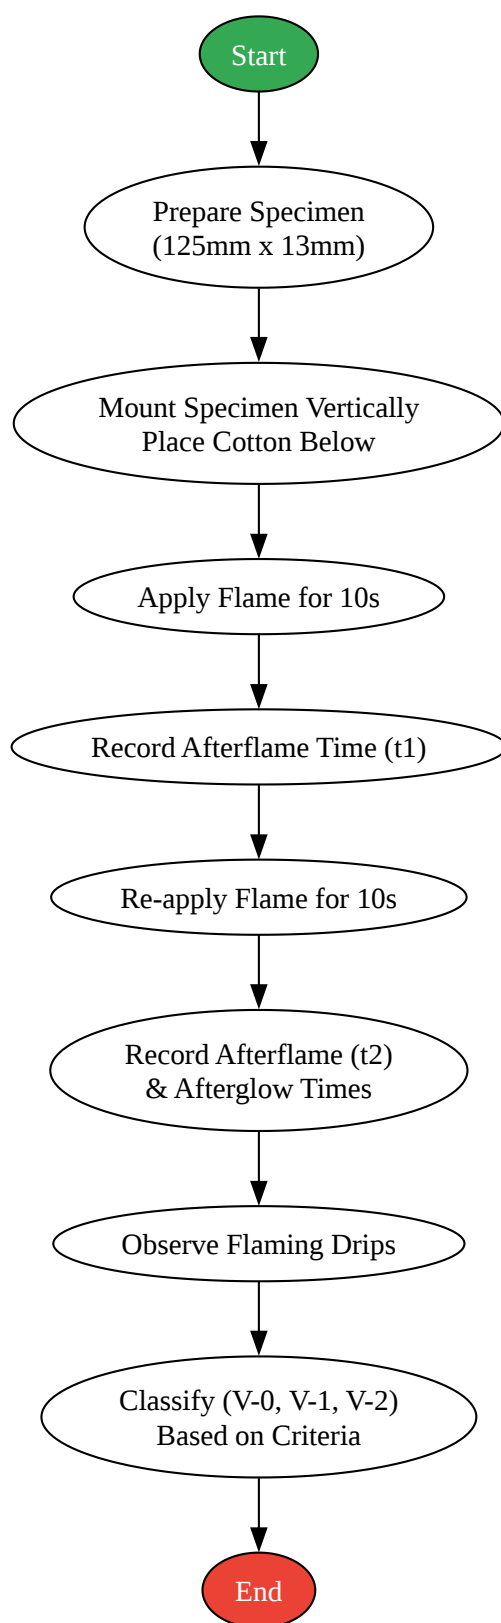 Start
Prepare Specimen
(125mm x 13mm)
Mount Specimen Vertically
Place Cotton Below
Apply Flame for 10s
Record Afterflame Time (t1)
Re-apply Flame for 10s
Record Afterflame (t2)
& Afterglow Times
Observe Flaming Drips
Classify (V-0, V-1, V-2)
Based on Criteria
End